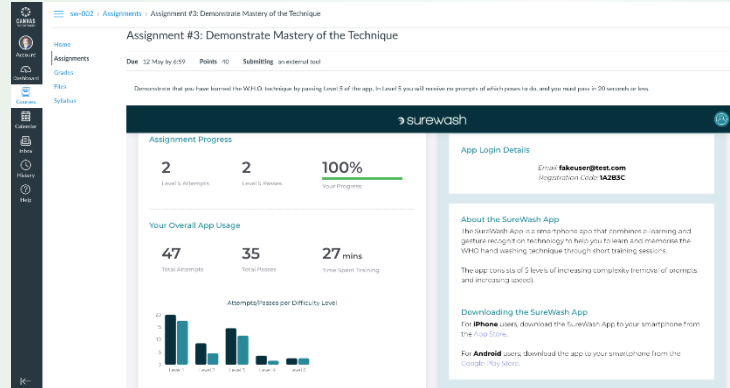 CANVAS
sw-002 › Assignments › Assignment #3: Demonstrate Mastery of the Technique
Account
Dashboard
Courses
Calendar
Inbox
History
Help
Home
Assignments
Grades
Files
Syllabus
Assignment #3: Demonstrate Mastery of the Technique
Due 12 May by 6:59 Points 40 Submitting an external tool
Demonstrate that you have learned the W.H.O. technique by passing Level 5 of the app. In Level 5 you will receive no prompts of which poses to do, and you must pass in 20 seconds or less.
surewash
Assignment Progress
2 2 100%
Level 5 Attempts Level 5 Passes Your Progress
Your Overall App Usage
47 35 27 mins
Total Attempts Total Passes Time Spent Training
Attempts/Passes per Difficulty Level
20
15
10
5
0
Level 1 Level 2 Level 3 Level 4 Level 5
App Login Details
Email: fakeuser@test.com
Registration Code: 1A2B3C
About the SureWash App
The SureWash App is a smartphone app that combines e-learning and
gesture recognition technology to help you to learn and memorise the
WHO hand washing technique through short training sessions.
The app consists of 5 levels of increasing complexity (removal of prompts
and increasing speed).
Downloading the SureWash App
For iPhone users, download the SureWash App to your smartphone from
the App Store.
For Android users, download the app to your smartphone from the
Google Play Store.